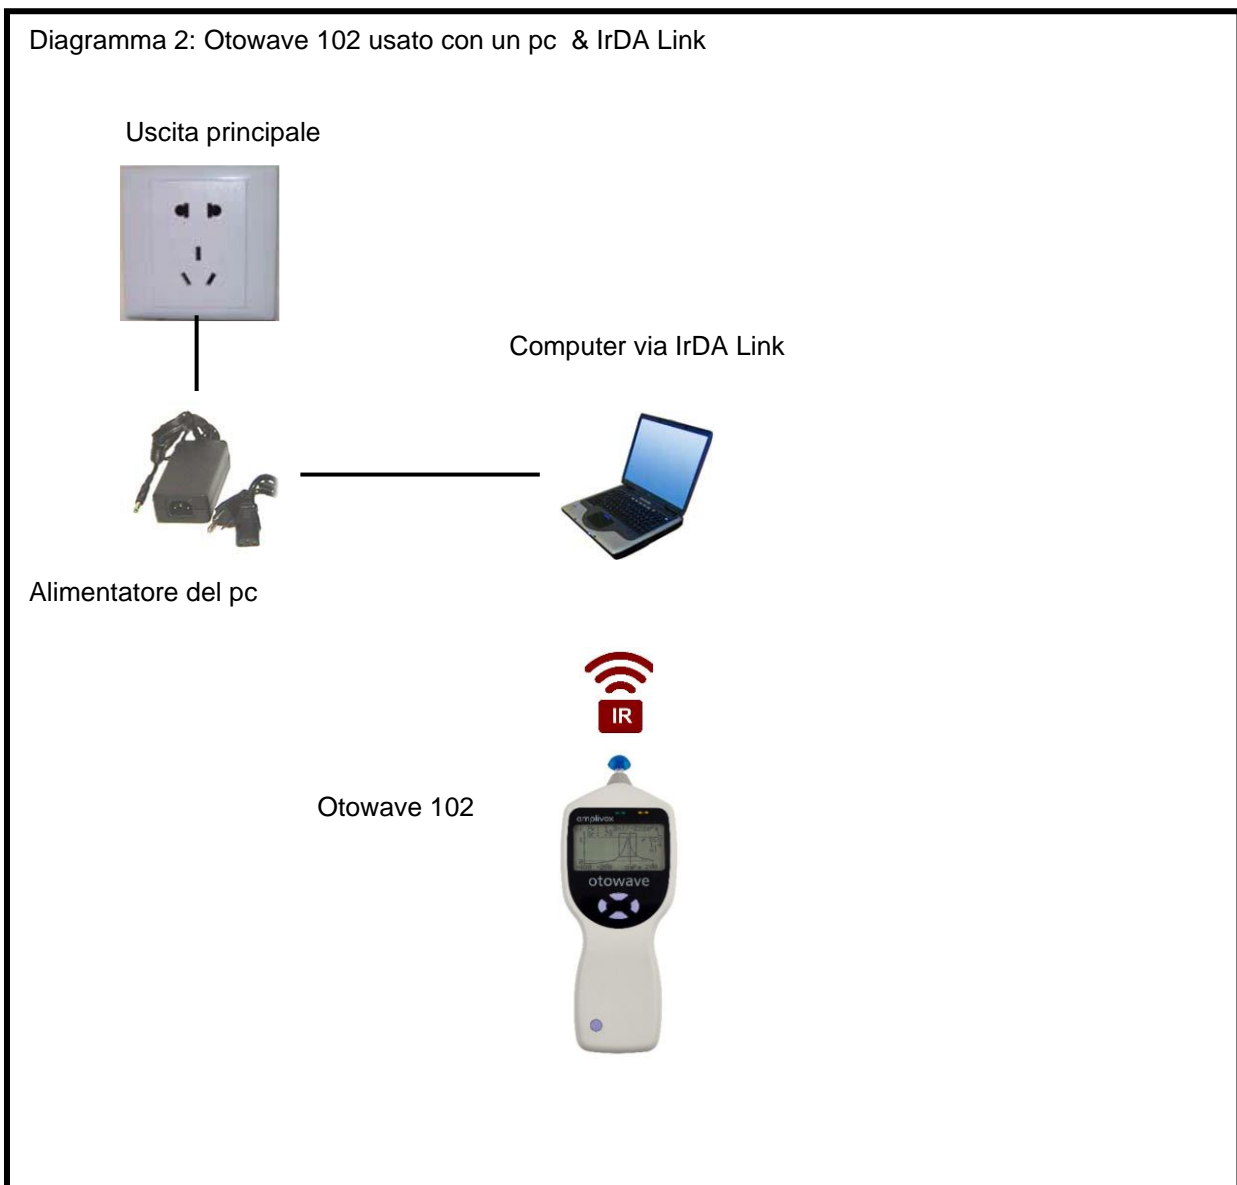 Diagramma 2: Otowave 102 usato con un pc  & IrDA Link
Uscita principale
Computer via IrDA Link
Alimentatore del pc
IR
Otowave 102
amplivox
otowave